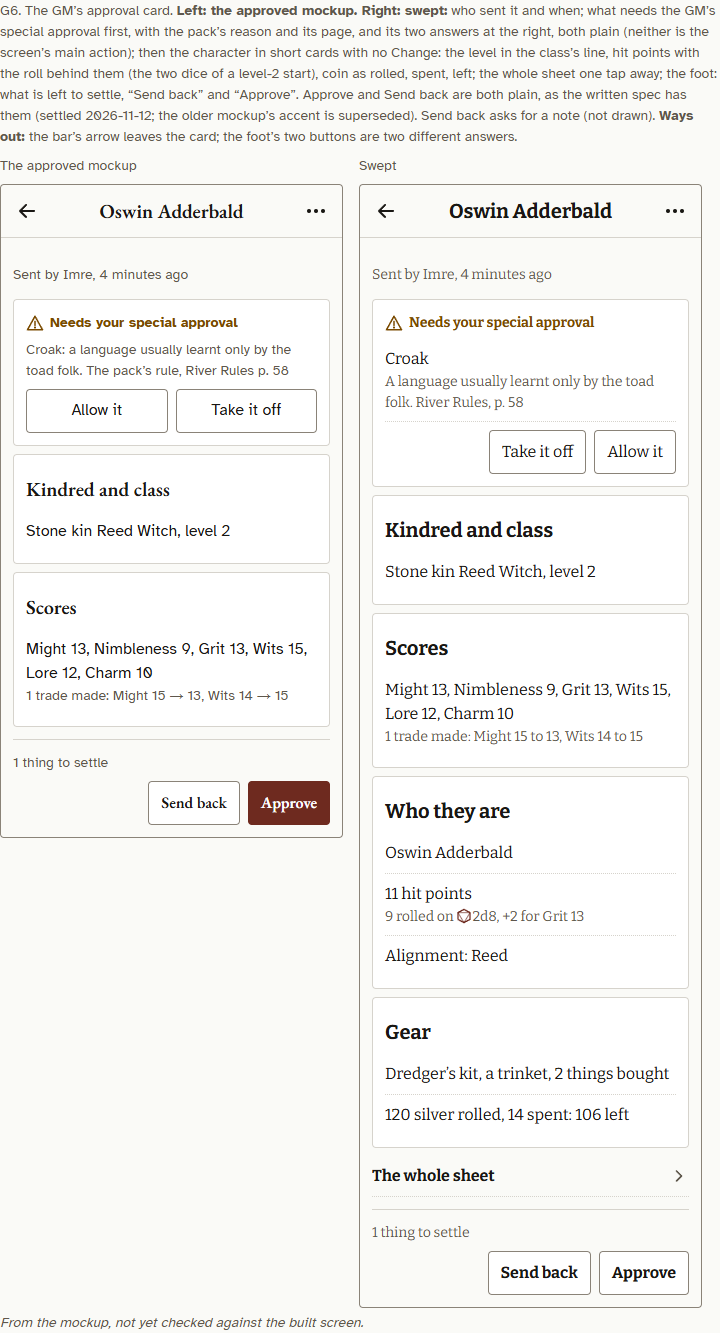 G6. The GM’s approval card. Left: the approved mockup. Right: swept: who sent it and when; what needs the GM’s
special approval first, with the pack’s reason and its page, and its two answers at the right, both plain (neither is the
screen’s main action); then the character in short cards with no Change: the level in the class’s line, hit points with
the roll behind them (the two dice of a level-2 start), coin as rolled, spent, left; the whole sheet one tap away; the foot:
what is left to settle, “Send back” and “Approve”. Approve and Send back are both plain, as the written spec has
them (settled 2026-11-12; the older mockup’s accent is superseded). Send back asks for a note (not drawn). Ways
out: the bar’s arrow leaves the card; the foot’s two buttons are two different answers.
The approved mockup
Oswin Adderbald
Sent by Imre, 4 minutes ago
Needs your special approval
Croak: a language usually learnt only by the
toad folk. The pack’s rule, River Rules p. 58
Allow it
Take it off
Kindred and class
Stone kin Reed Witch, level 2
Scores
Might 13, Nimbleness 9, Grit 13, Wits 15,
Lore 12, Charm 10
1 trade made: Might 15 → 13, Wits 14 → 15
1 thing to settle
Send back
Approve
Swept
Oswin Adderbald
Sent by Imre, 4 minutes ago
Needs your special approval
Croak
A language usually learnt only by the toad
folk. River Rules, p. 58
Take it off
Allow it
Kindred and class
Stone kin Reed Witch, level 2
Scores
Might 13, Nimbleness 9, Grit 13, Wits 15,
Lore 12, Charm 10
1 trade made: Might 15 to 13, Wits 14 to 15
Who they are
Oswin Adderbald
11 hit points
9 rolled on 2d8, +2 for Grit 13
Alignment: Reed
Gear
Dredger’s kit, a trinket, 2 things bought
120 silver rolled, 14 spent: 106 left
The whole sheet
1 thing to settle
Send back
Approve
From the mockup, not yet checked against the built screen.